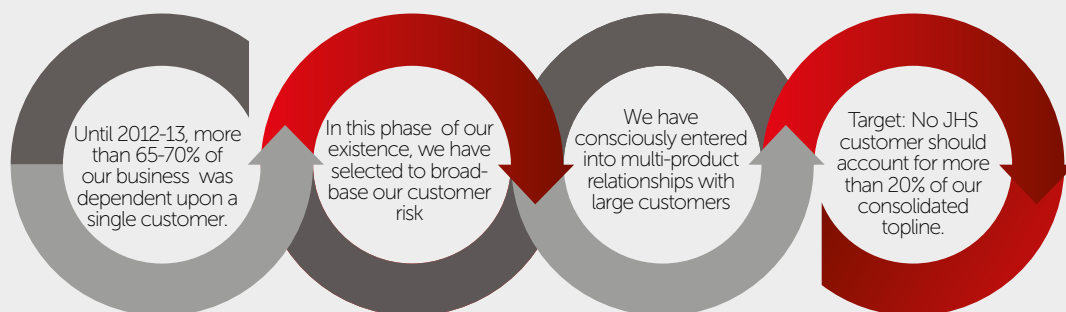 Until 2012-13, more
than 65-70% of
our business was
dependent upon a
single customer.
In this phase of our
existence, we have
selected to broad-
base our customer
risk
We have
consciously entered
into multi-product
relationships with
large customers
Target: No JHS
customer should
account for more
than 20% of our
consolidated
topline.